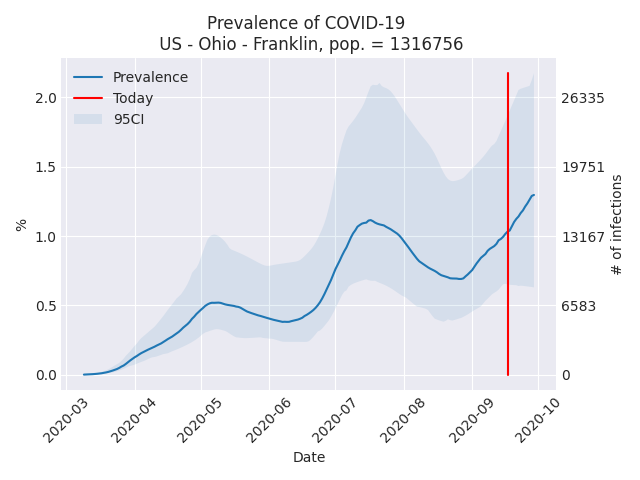 Prevalence of COVID-19
US - Ohio - Franklin, pop. = 1316756
Prevalence
Today
95CI
2.0
1.5
1.0
0.5
0.0
%
26335
19751
13167
6583
0
# of infections
2020-03
2020-04
2020-05
2020-06
2020-07
2020-08
2020-09
2020-10
Date